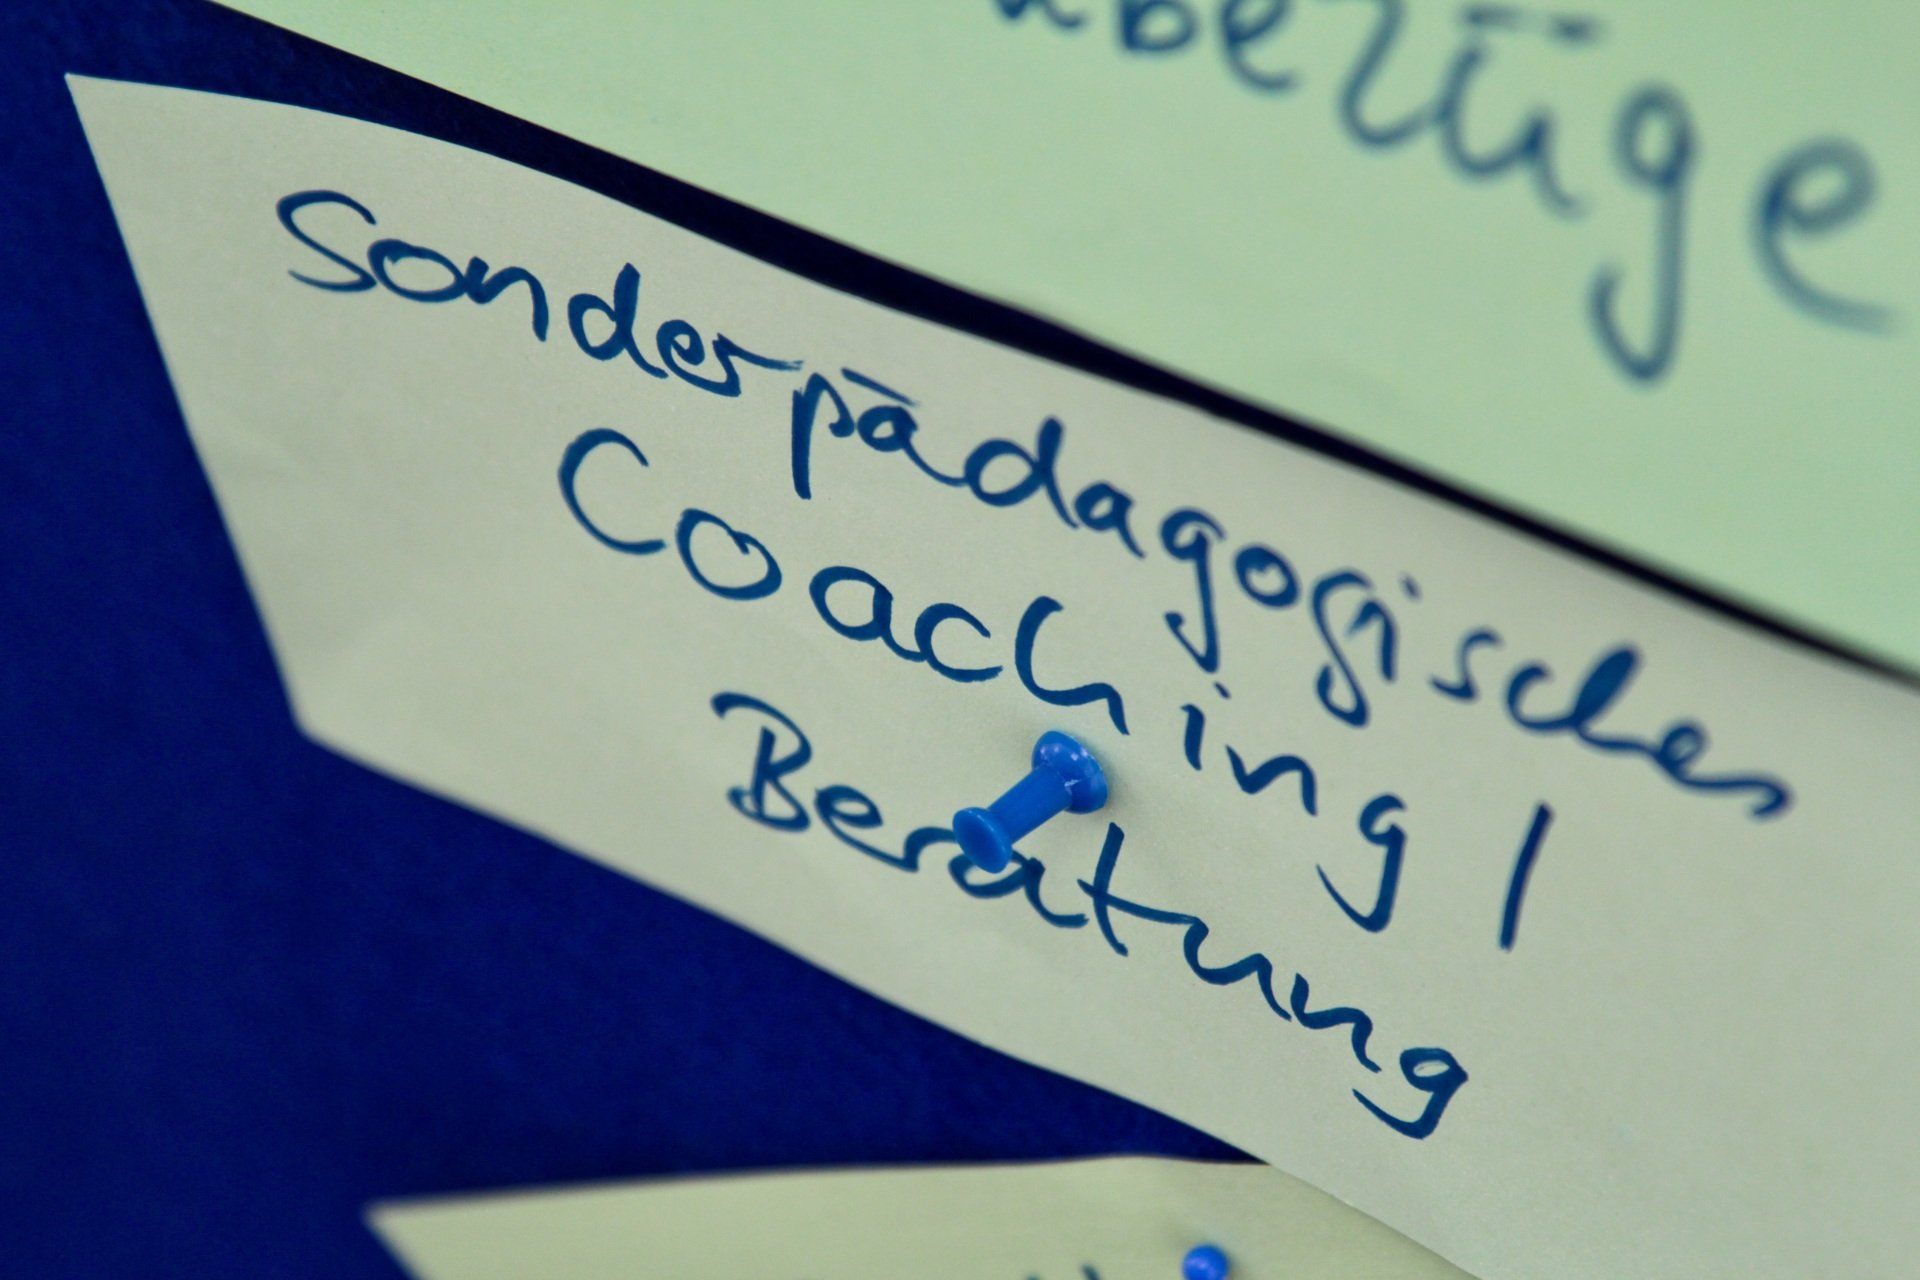 Sonderpädagogisches
Coaching /
Beratung